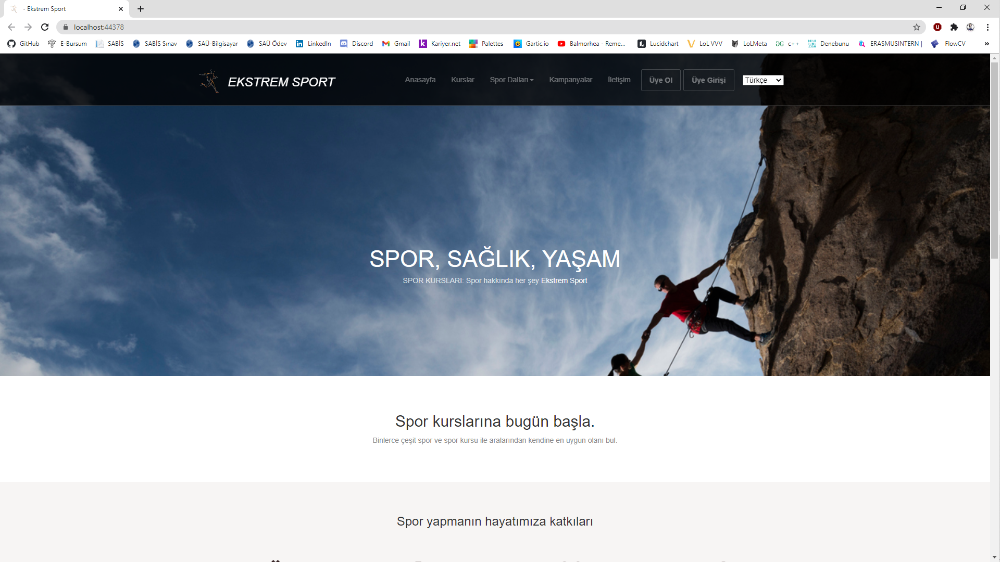 - Ekstrem Sport
localhost:44378
GitHub E-Bursum SABİS SABİS Sınav SAÜ-Bilgisayar SAÜ Ödev LinkedIn Discord Gmail Kariyer.net Palettes Gartic.io Balmorhea - Reme... Lucidchart LoL VVV LoLMeta c++ Denebunu ERASMUSINTERN | FlowCV »
EKSTREM SPORT Anasayfa Kurslar Spor Dalları Kampanyalar İletişim Üye Ol Üye Girişi Türkçe
SPOR, SAĞLIK, YAŞAM
SPOR KURSLARI: Spor hakkında her şey Ekstrem Sport
Spor kurslarına bugün başla.
Binlerce çeşit spor ve spor kursu ile aralarından kendine en uygun olanı bul.
Spor yapmanın hayatımıza katkıları